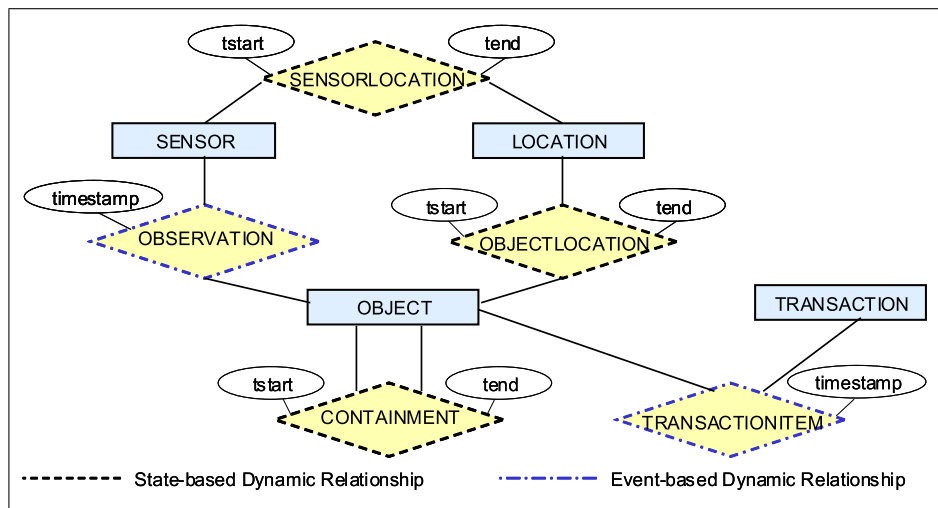 tstart
tend
SENSORLOCATION
SENSOR
LOCATION
timestamp
tstart
tend
OBSERVATION
OBJECTLOCATION
OBJECT
TRANSACTION
tstart
tend
timestamp
CONTAINMENT
TRANSACTIONITEM
State-based Dynamic Relationship
Event-based Dynamic Relationship